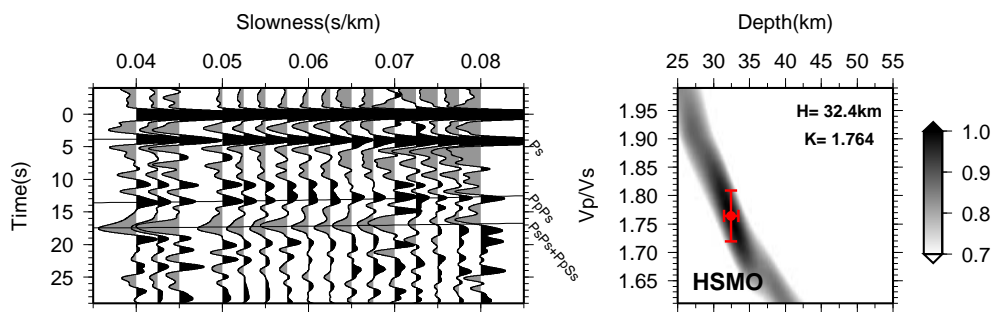 Slowness(s/km)
0.04 0.05 0.06 0.07 0.08
Time(s)
0
5
10
15
20
25
Ps
PpPs
PsPs+PpSs
Depth(km)
25 30 35 40 45 50 55
Vp/Vs
1.95
1.90
1.85
1.80
1.75
1.70
1.65
H= 32.4km
K= 1.764
HSMO
1.0
0.9
0.8
0.7